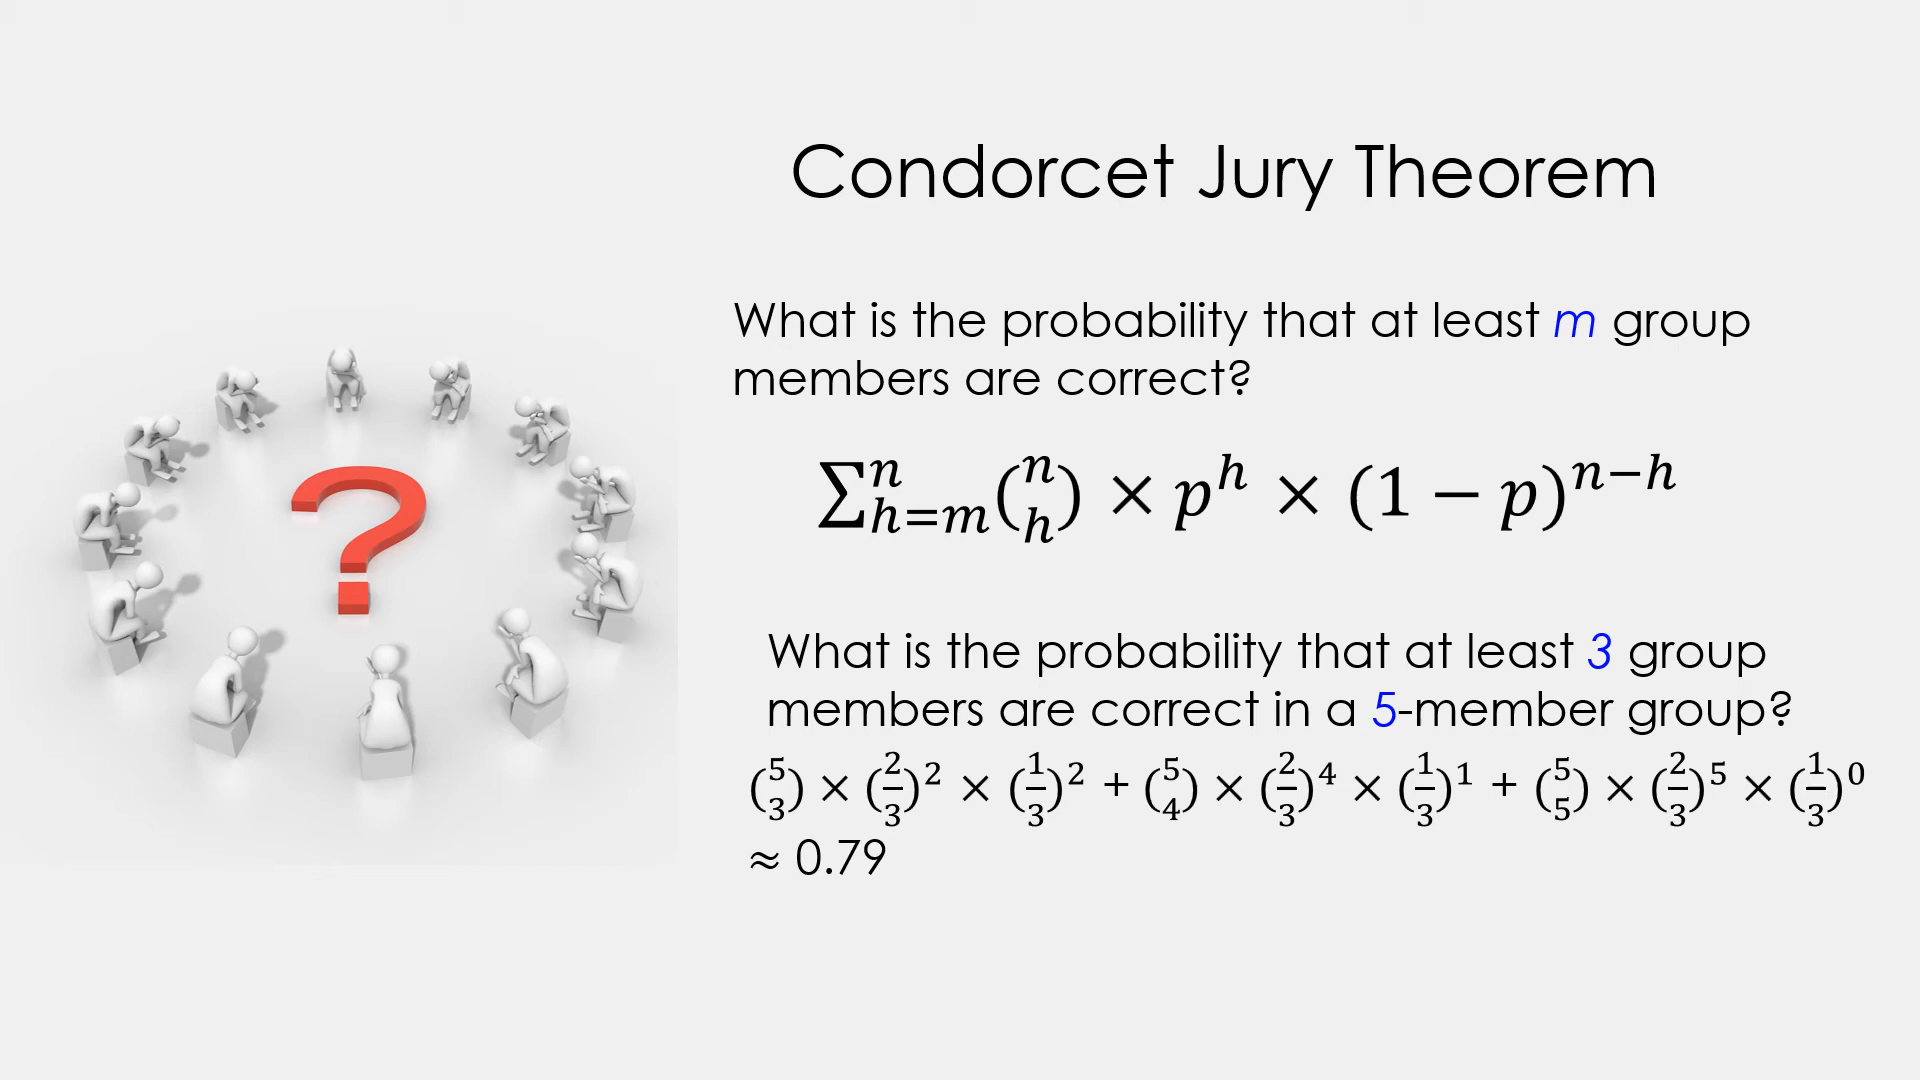 Condorcet Jury Theorem
What is the probability that at least m group
members are correct?
∑ⁿₕ₌ₘ(ⁿₕ) × pʰ × (1 − p)ⁿ⁻ʰ
What is the probability that at least 3 group
members are correct in a 5-member group?
(⁵₃) × (2/3)² × (1/3)² + (⁵₄) × (2/3)⁴ × (1/3)¹ + (⁵₅) × (2/3)⁵ × (1/3)⁰
≈ 0.79
?